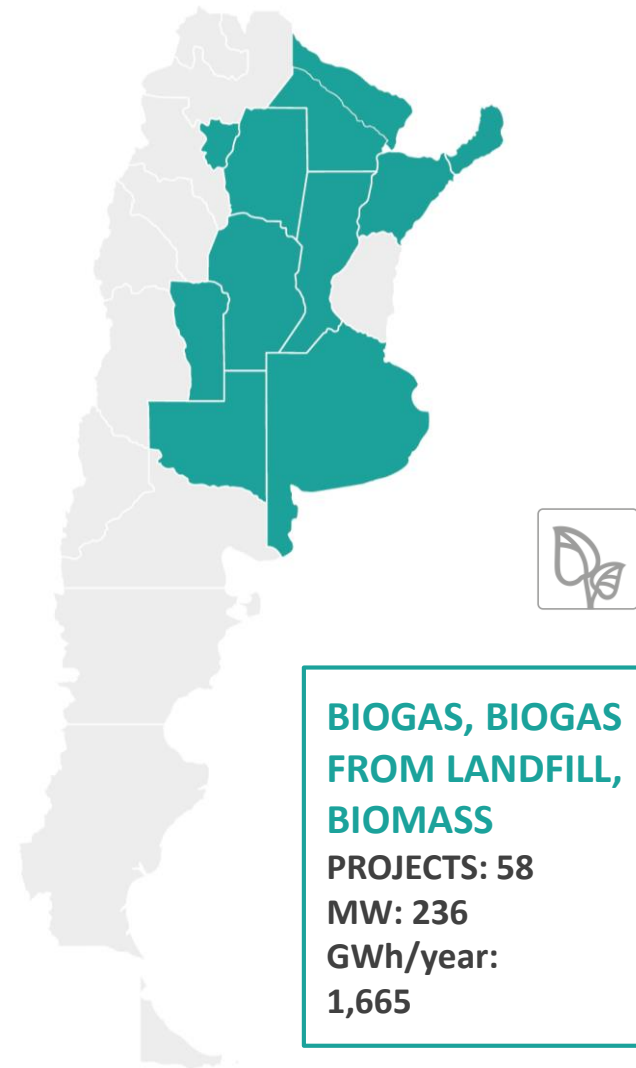 BIOGAS, BIOGAS
FROM LANDFILL,
BIOMASS
PROJECTS: 58
MW: 236
GWh/year:
1,665